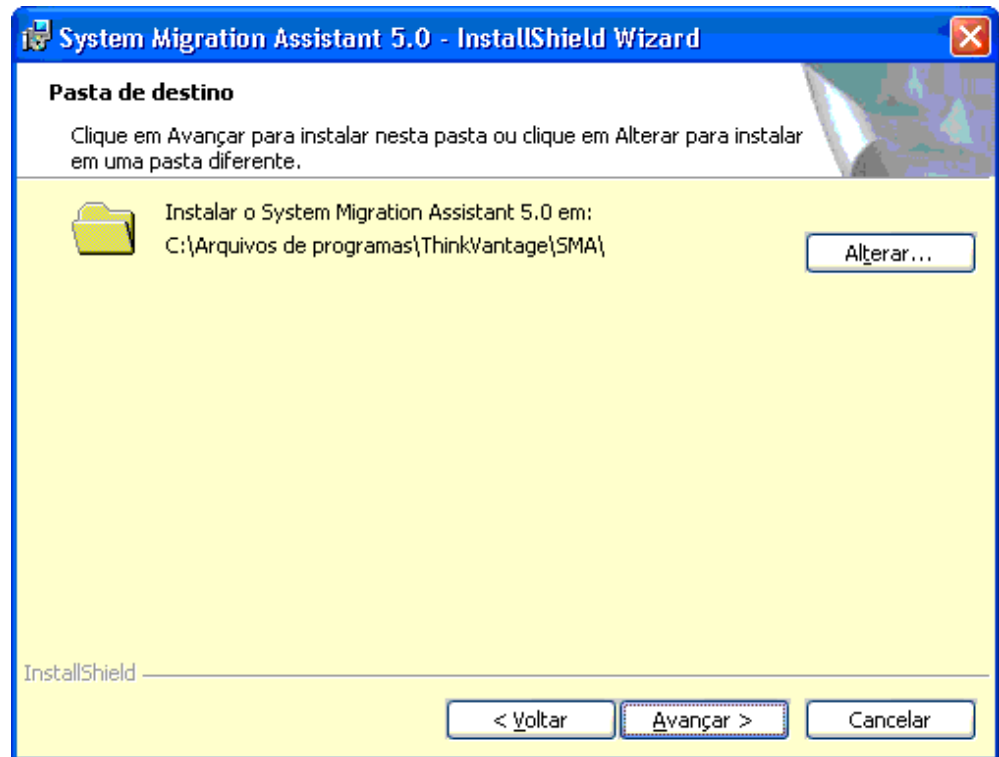 System Migration Assistant 5.0 - InstallShield Wizard
Pasta de destino
Clique em Avançar para instalar nesta pasta ou clique em Alterar para instalar
em uma pasta diferente.
Instalar o System Migration Assistant 5.0 em:
C:\Arquivos de programas\ThinkVantage\SMA\
Alterar...
InstallShield
< Voltar
Avançar >
Cancelar